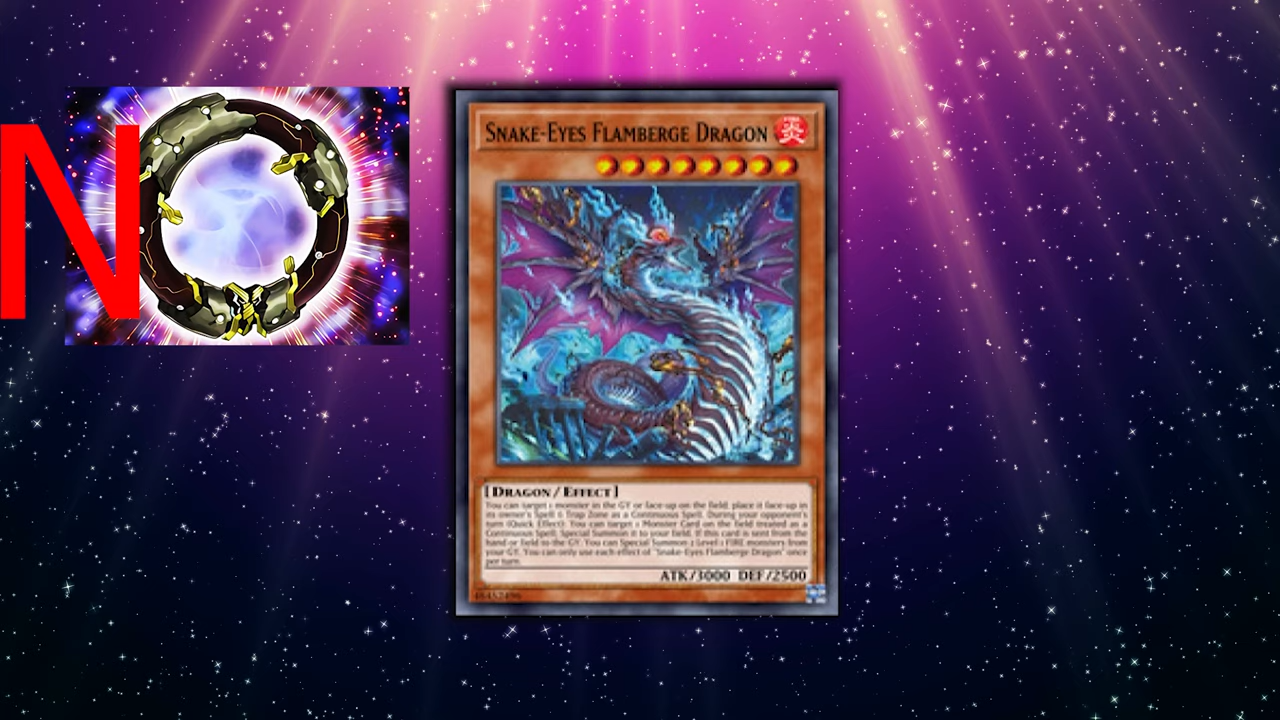 N
SNAKE-EYES FLAMBERGE DRAGON
[DRAGON/EFFECT]
You can target 1 monster in the GY or face-up on the field; place it face-up in
its owner's Spell & Trap Zone as a Continuous Spell. During your opponent's
turn (Quick Effect): You can target 1 Monster Card on the field treated as a
Continuous Spell; Special Summon it to your field. If this card is sent from the
hand or field to the GY: You can Special Summon 2 Level 1 FIRE monsters from
your GY. You can only use each effect of "Snake-Eyes Flamberge Dragon" once
per turn.
ATK/3000 DEF/2500